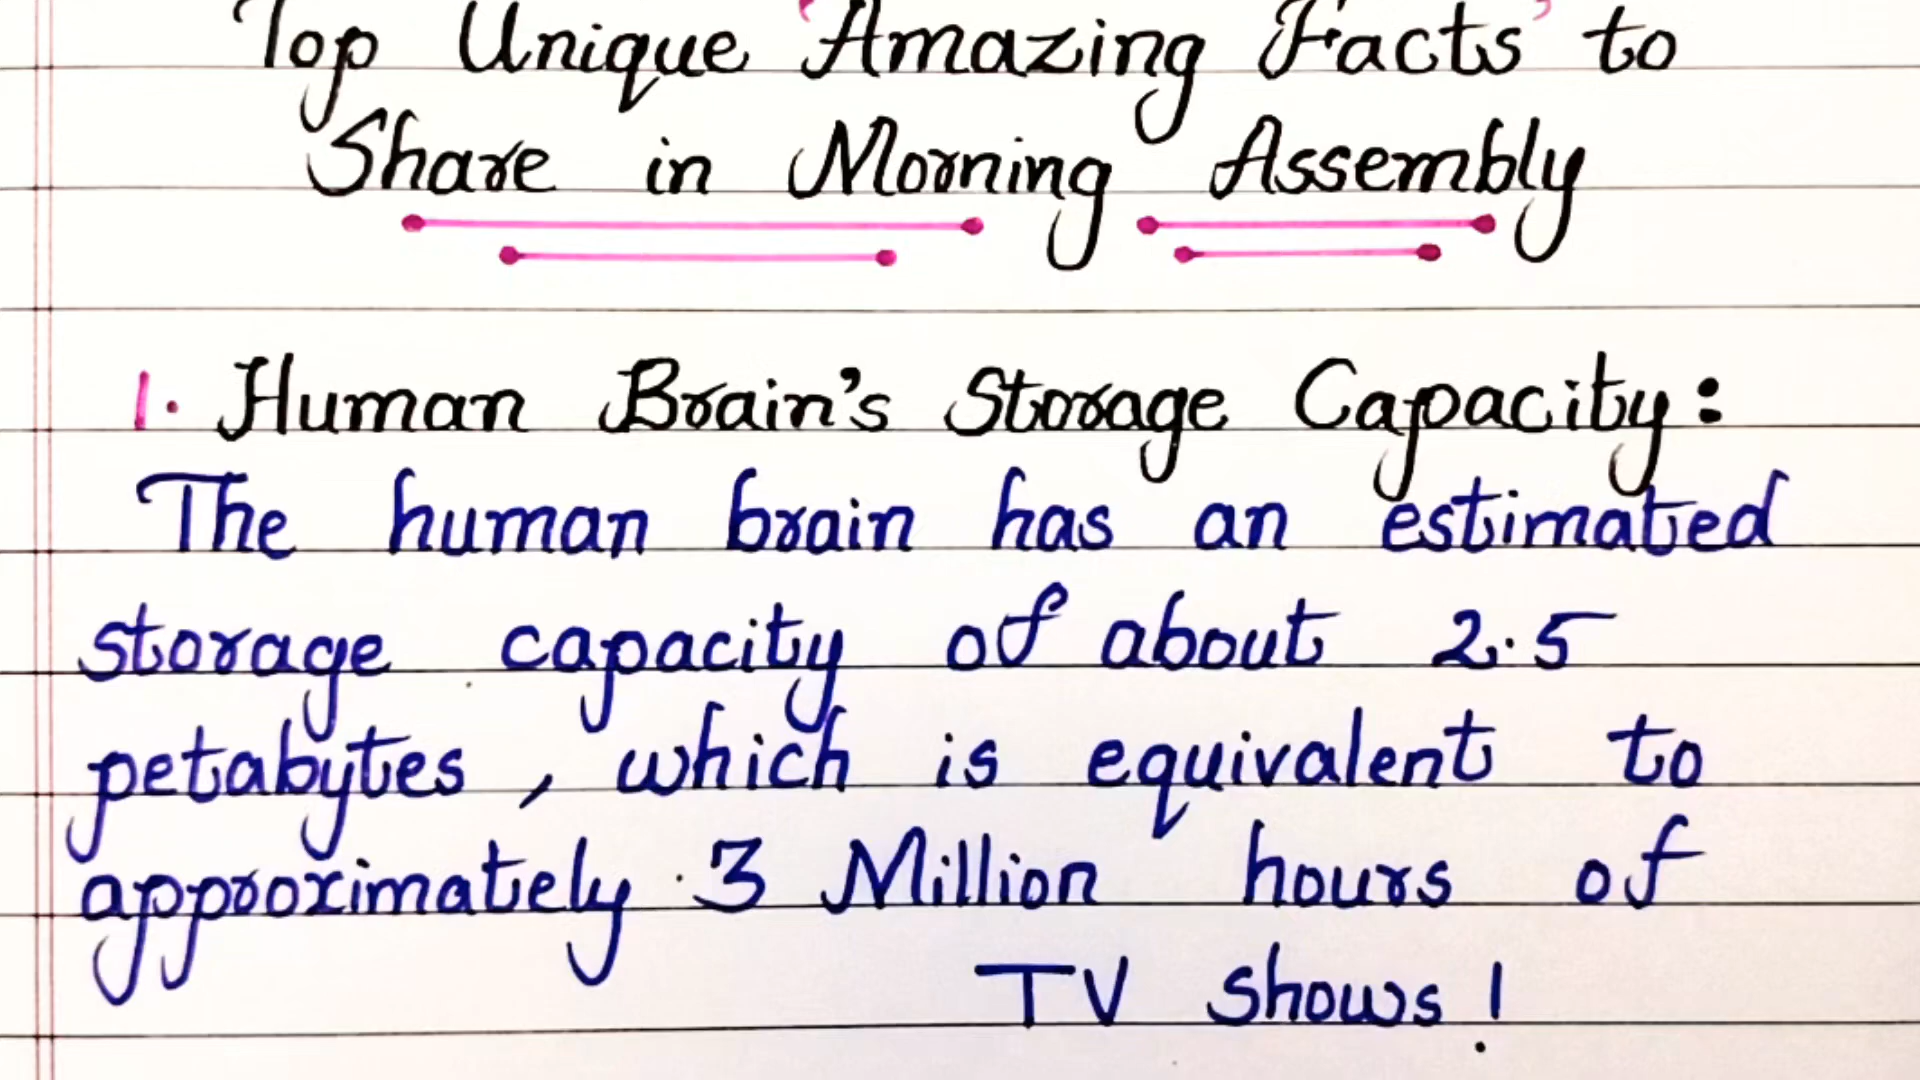 Top Unique 'Amazing Facts' to
Share in Morning Assembly
1. Human Brain's Storage Capacity:
The human brain has an estimated
storage capacity of about 2.5
petabytes, which is equivalent to
approximately 3 Million hours of
TV shows!